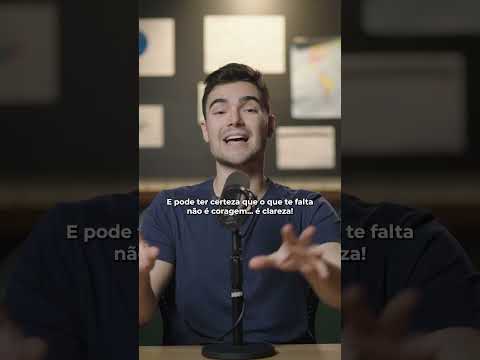 E pode ter certeza que o que te falta
não é coragem... é clareza!